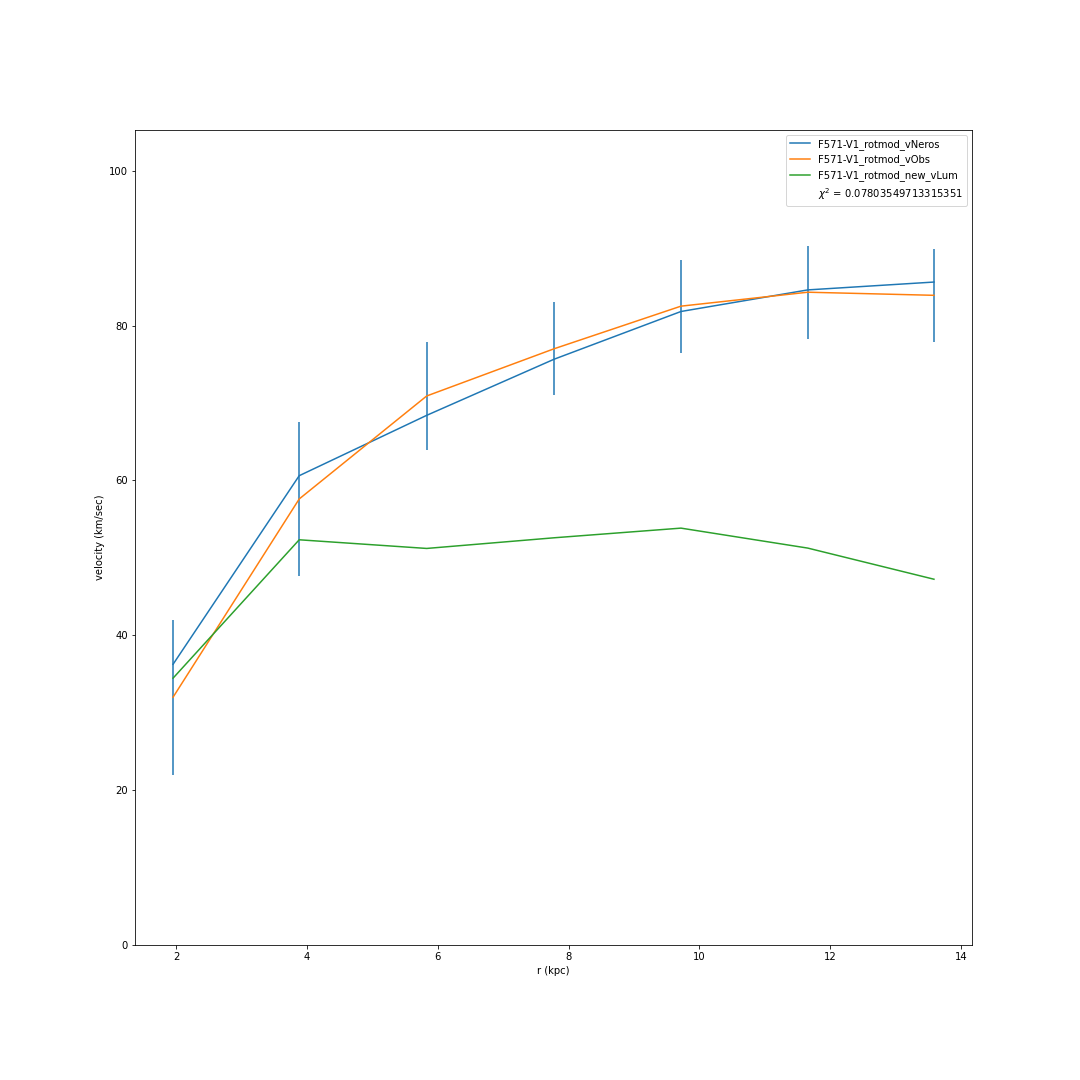 F571-V1_rotmod_vNeros
F571-V1_rotmod_vObs
F571-V1_rotmod_new_vLum
χ² = 0.07803549713315351
100
80
60
40
20
0
velocity (km/sec)
2 4 6 8 10 12 14
r (kpc)